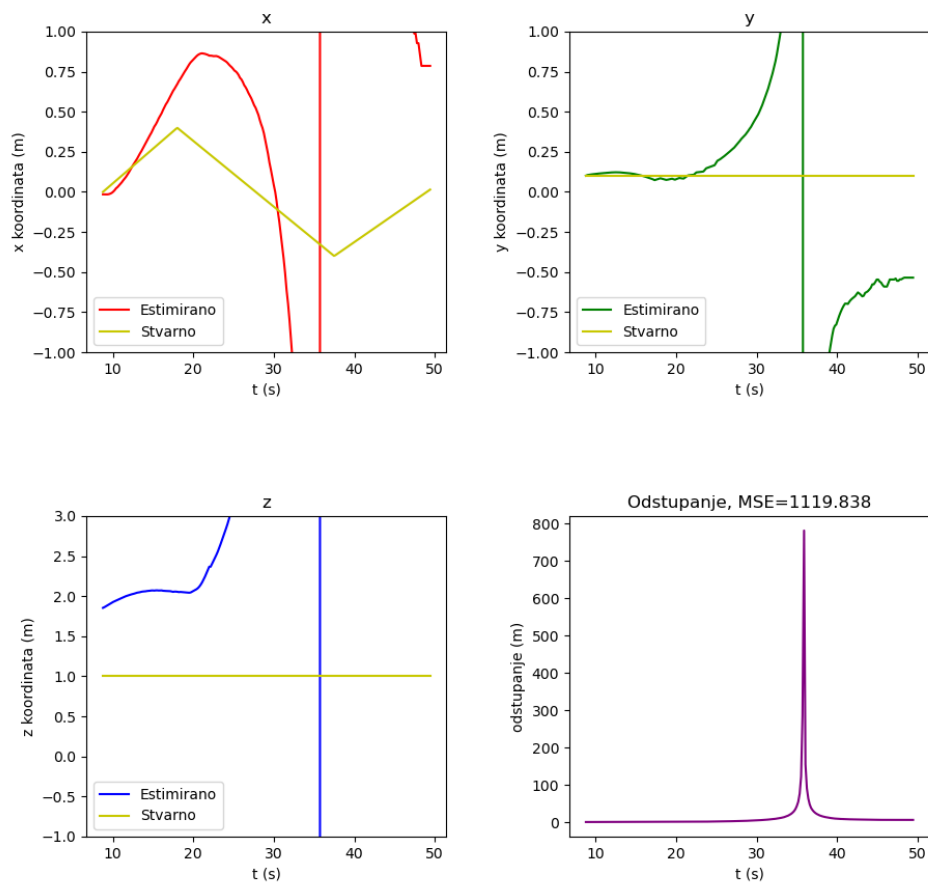 x
1.00
0.75
0.50
0.25
0.00
−0.25
−0.50
−0.75
−1.00
x koordinata (m)
Estimirano
Stvarno
10 20 30 40 50
t (s)
y
1.00
0.75
0.50
0.25
0.00
−0.25
−0.50
−0.75
−1.00
y koordinata (m)
Estimirano
Stvarno
10 20 30 40 50
t (s)
z
3.0
2.5
2.0
1.5
1.0
0.5
0.0
−0.5
−1.0
z koordinata (m)
Estimirano
Stvarno
10 20 30 40 50
t (s)
Odstupanje, MSE=1119.838
800
700
600
500
400
300
200
100
0
odstupanje (m)
10 20 30 40 50
t (s)